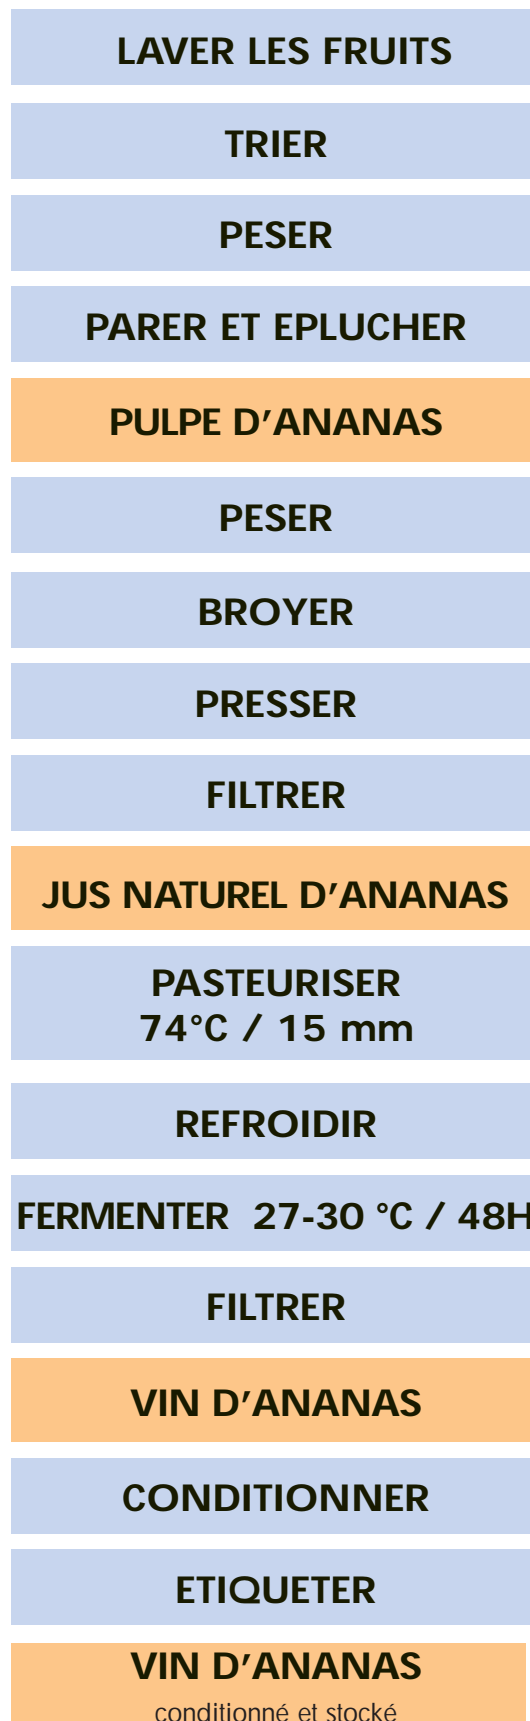 LAVER LES FRUITS
TRIER
PESER
PARER ET EPLUCHER
PULPE D'ANANAS
PESER
BROYER
PRESSER
FILTRER
JUS NATUREL D'ANANAS
PASTEURISER
74°C / 15 mm
REFROIDIR
FERMENTER 27-30 °C / 48H
FILTRER
VIN D'ANANAS
CONDITIONNER
ETIQUETER
VIN D'ANANAS
conditionné et stocké